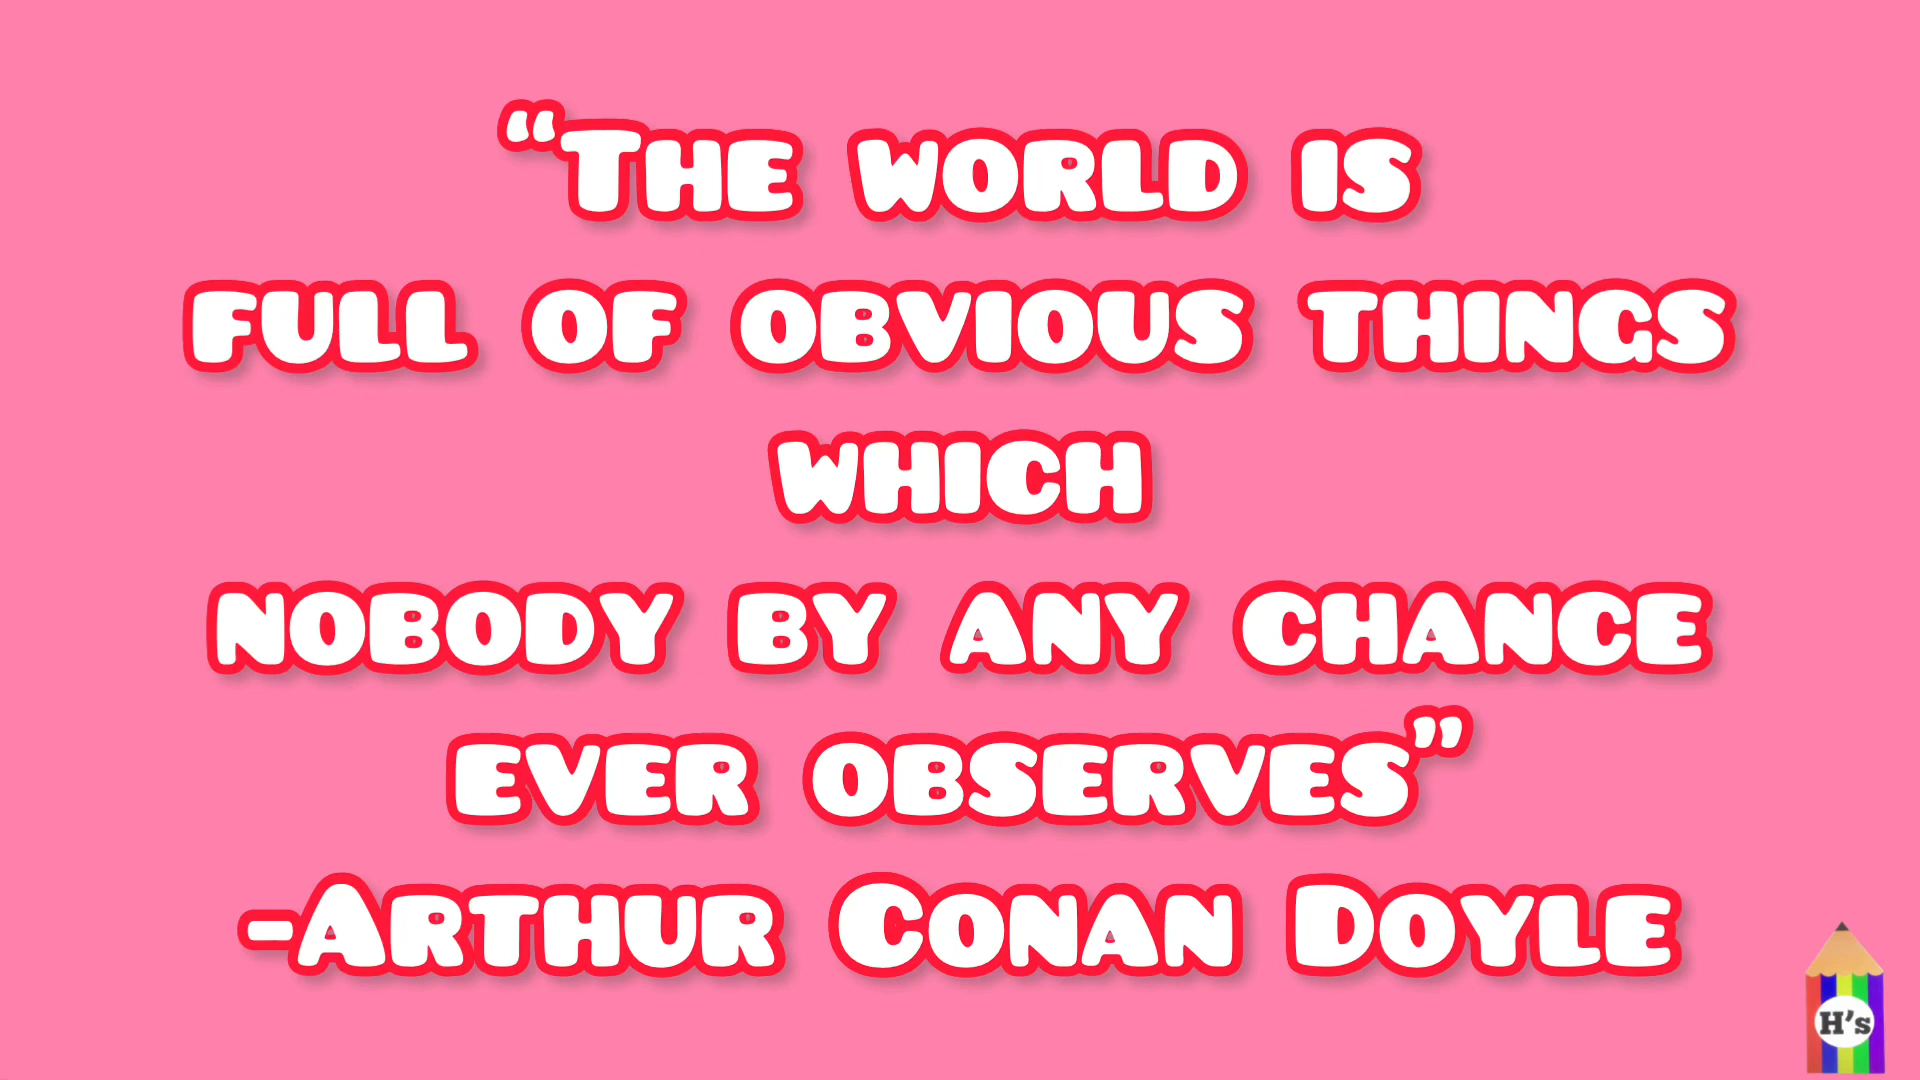 “The world is
full of obvious things
which
nobody by any chance
ever observes”
-Arthur Conan Doyle
H's